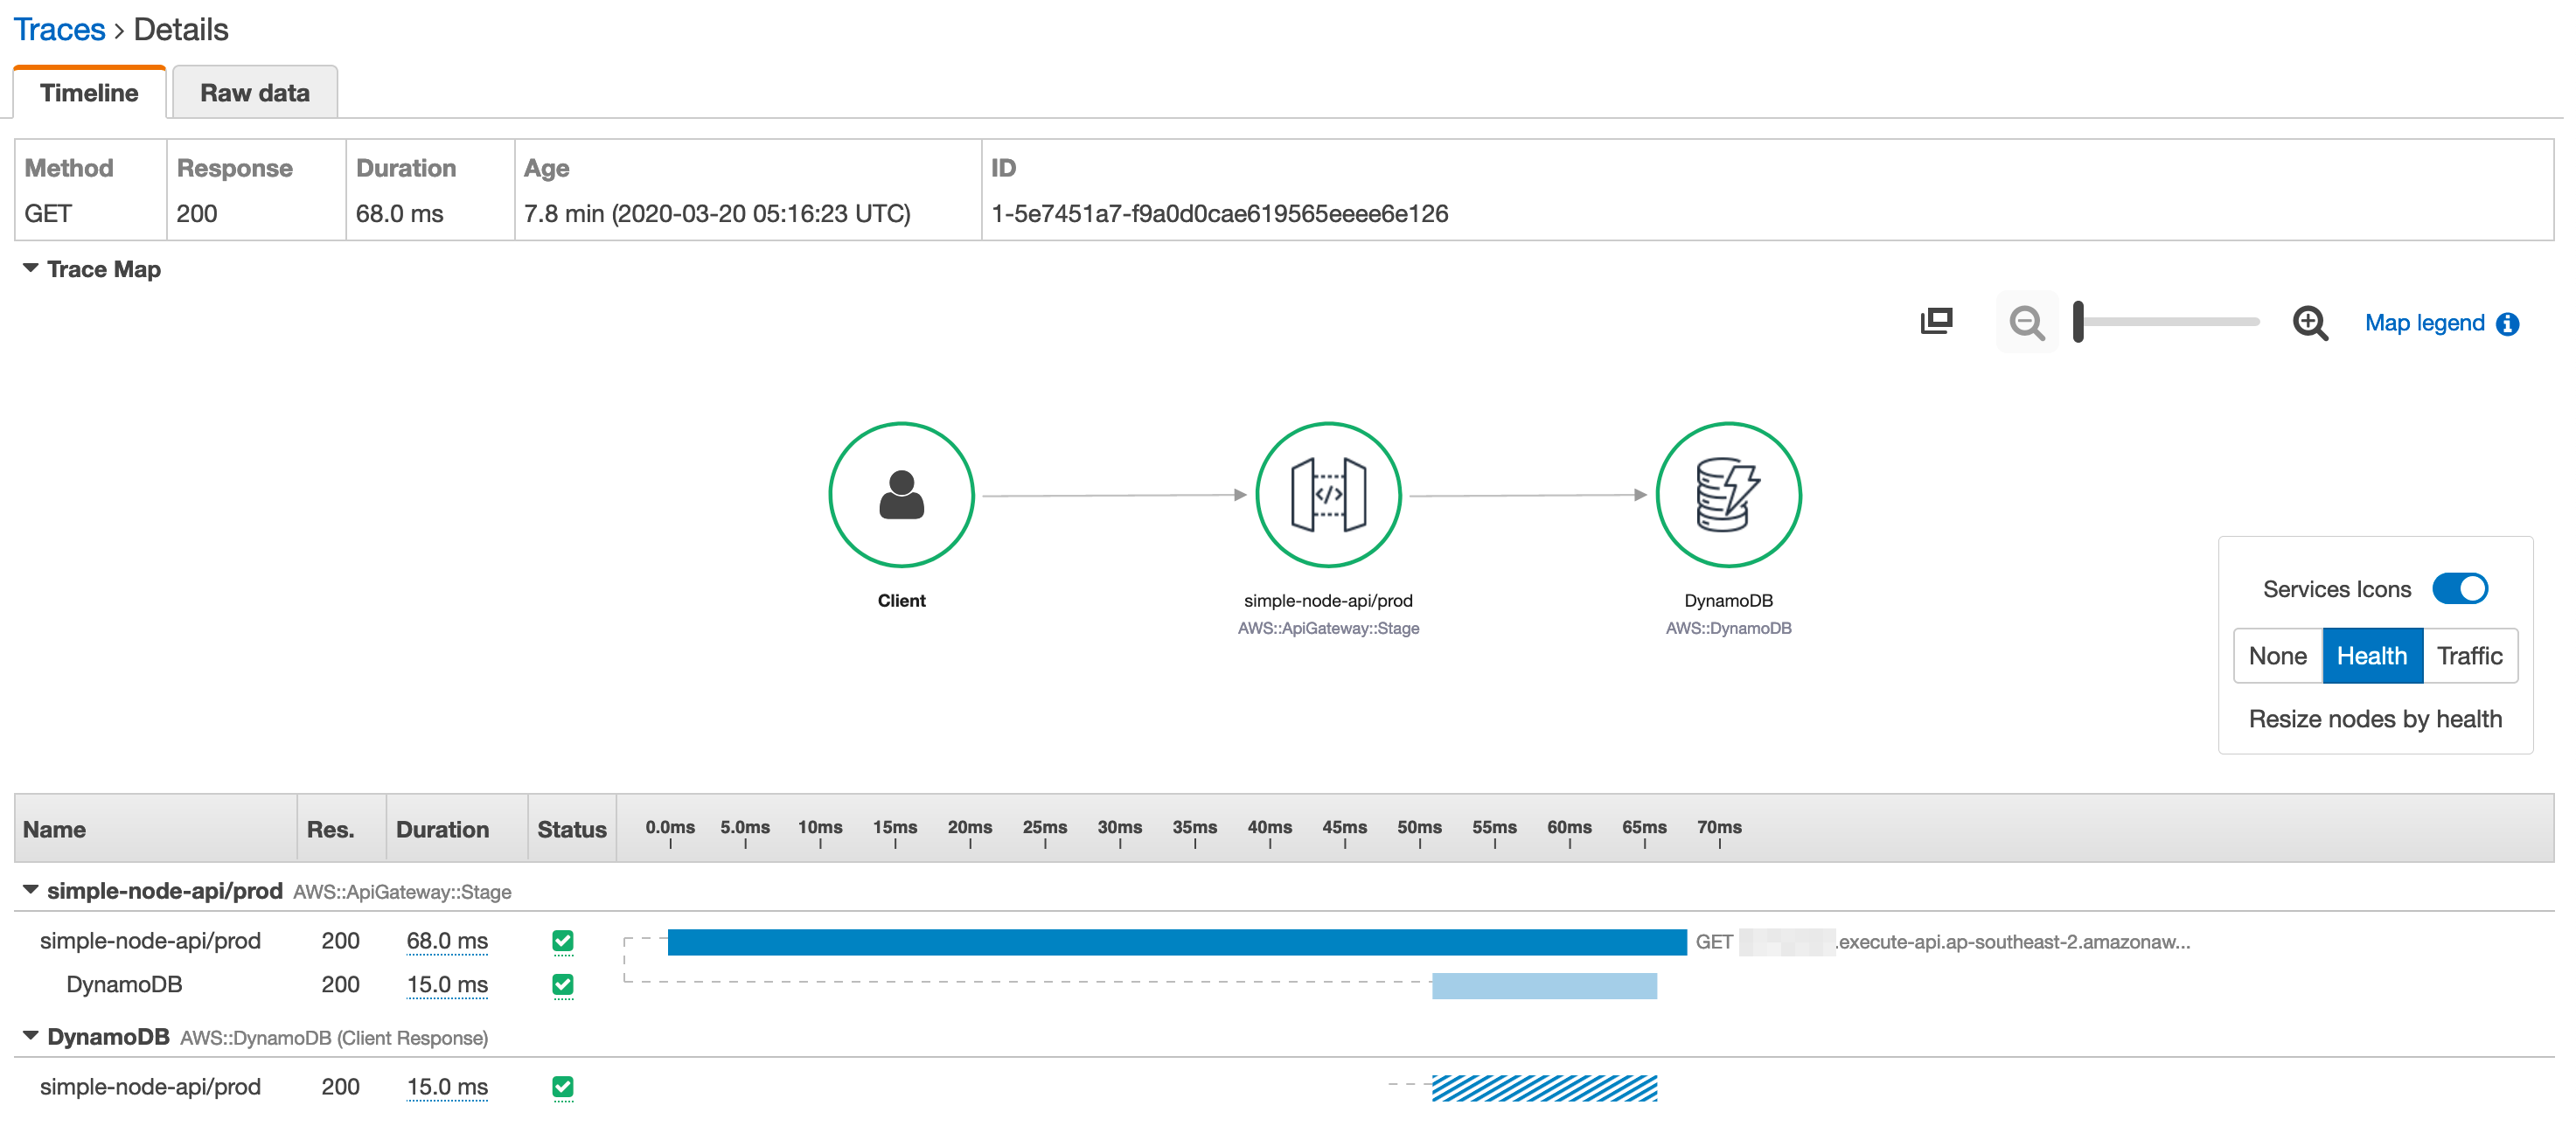 Traces > Details
Timeline Raw data
Method Response Duration Age ID
GET 200 68.0 ms 7.8 min (2020-03-20 05:16:23 UTC) 1-5e7451a7-f9a0d0cae619565eeee6e126
Trace Map
Map legend
Client simple-node-api/prod DynamoDB
AWS::ApiGateway::Stage AWS::DynamoDB
Services Icons
None Health Traffic
Resize nodes by health
Name Res. Duration Status 0.0ms 5.0ms 10ms 15ms 20ms 25ms 30ms 35ms 40ms 45ms 50ms 55ms 60ms 65ms 70ms
simple-node-api/prod AWS::ApiGateway::Stage
simple-node-api/prod 200 68.0 ms GET .execute-api.ap-southeast-2.amazonaw...
DynamoDB 200 15.0 ms
DynamoDB AWS::DynamoDB (Client Response)
simple-node-api/prod 200 15.0 ms